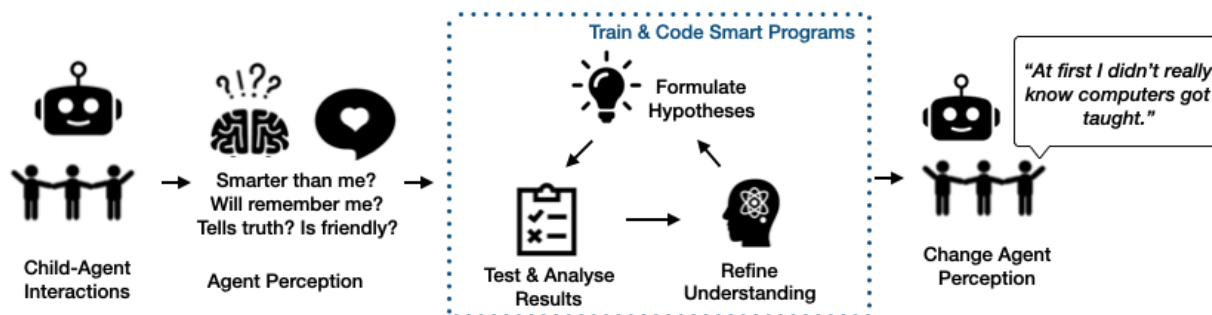 Child-Agent
Interactions
!?
Smarter than me?
Will remember me?
Tells truth? Is friendly?
Agent Perception
Train & Code Smart Programs
Formulate
Hypotheses
Test & Analyse
Results
Refine
Understanding
“At first I didn’t really
know computers got
taught.”
Change Agent
Perception